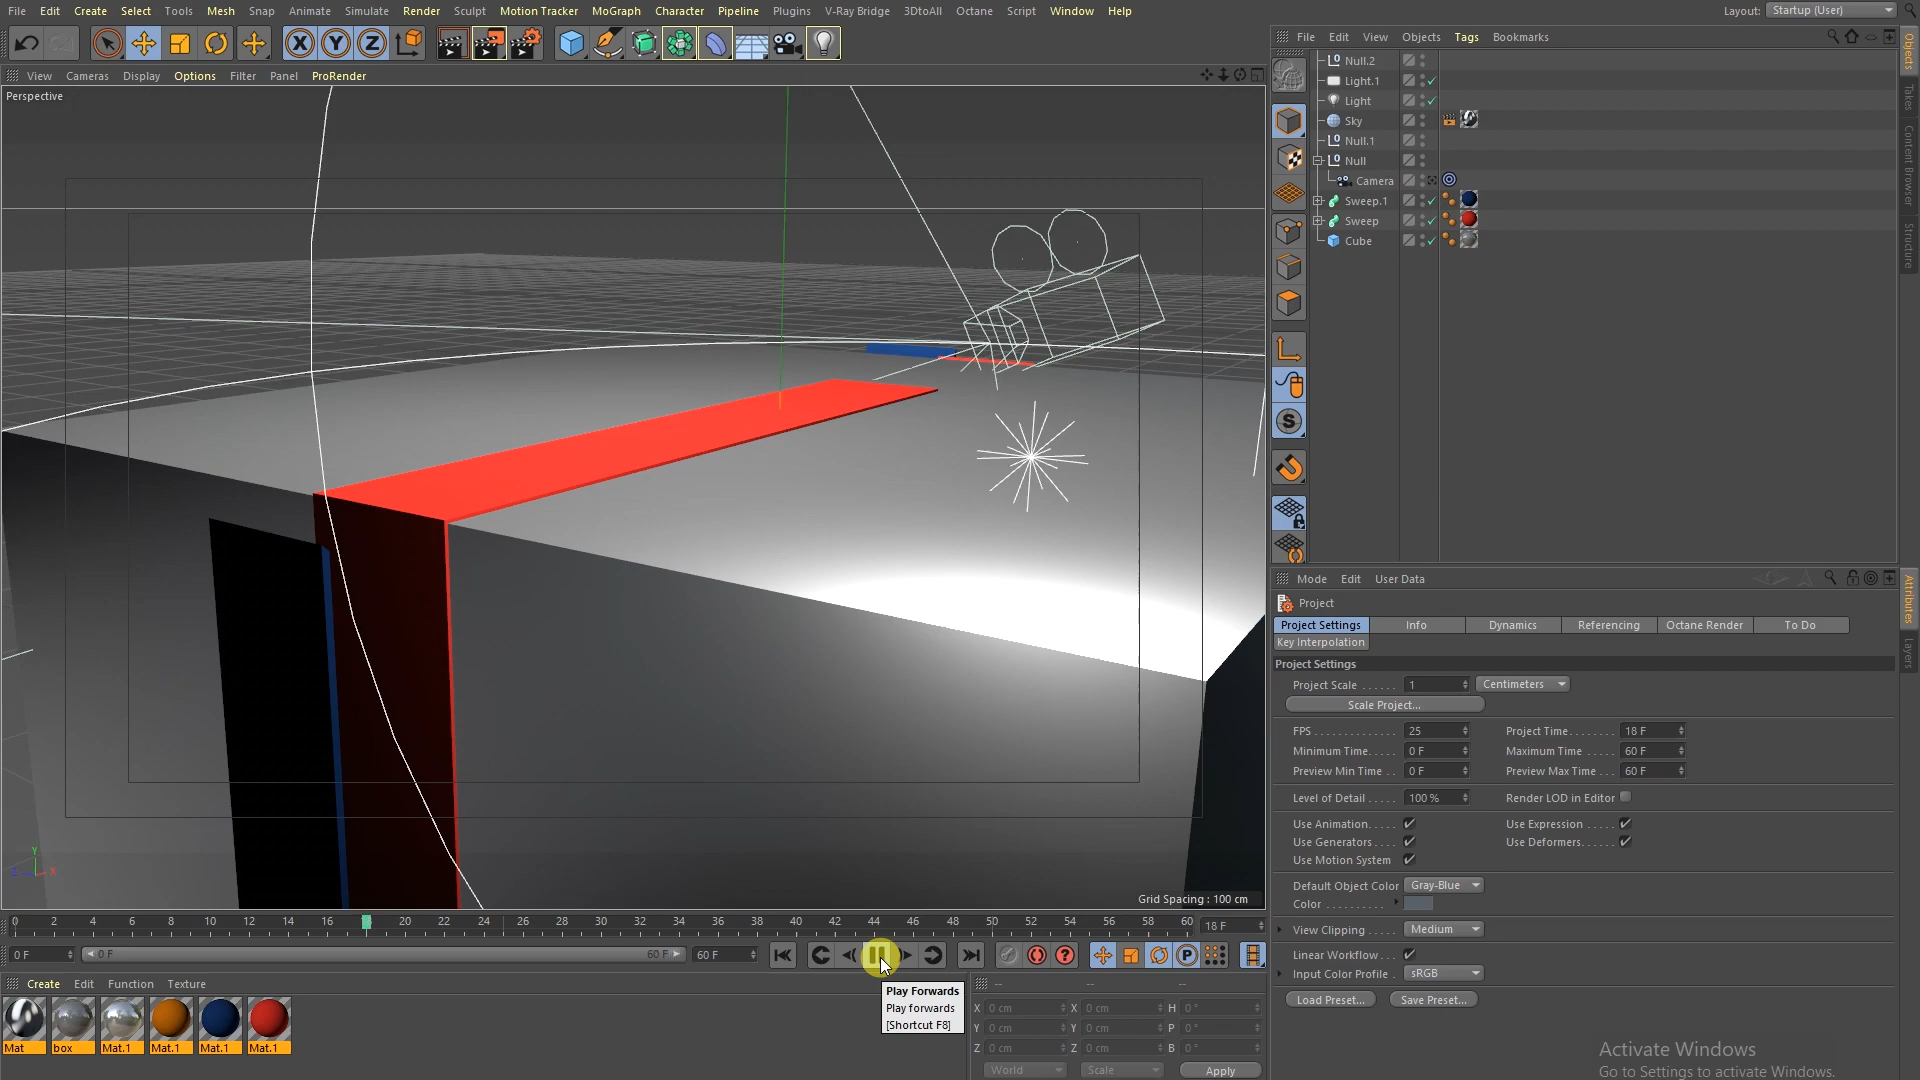 File Edit Create Select Tools Mesh Snap Animate Simulate Render Sculpt Motion Tracker MoGraph Character Pipeline Plugins V-Ray Bridge 3DtoAll Octane Script Window Help
Layout: Startup (User)
File Edit View Objects Tags Bookmarks
View Cameras Display Options Filter Panel ProRender
Perspective
Null.2
Light.1
Light
Sky
Null.1
Null
Camera
Sweep.1
Sweep
Cube
Objects
Takes
Content Browser
Structure
Mode Edit User Data
Project
Project Settings Info Dynamics Referencing Octane Render To Do
Key Interpolation
Project Settings
Project Scale ...... 1 Centimeters
Scale Project...
FPS .............. 25 Project Time........ 18 F
Minimum Time..... 0 F Maximum Time ..... 60 F
Preview Min Time .. 0 F Preview Max Time ... 60 F
Level of Detail ..... 100 % Render LOD in Editor
Use Animation..... Use Expression .....
Use Generators .... Use Deformers......
Use Motion System
Default Object Color Gray-Blue
Color ..........
View Clipping ..... Medium
Linear Workflow ..
Input Color Profile . sRGB
Load Preset... Save Preset...
Attributes
Layers
Grid Spacing : 100 cm
Y
Z X
0 2 4 6 8 10 12 14 16 20 22 24 26 28 30 32 34 36 38 40 42 44 46 48 50 52 54 56 58 60 18 F
0 F 0 F 60 F 60 F
Play Forwards
Play forwards
[Shortcut F8]
Create Edit Function Texture
Mat box Mat.1 Mat.1 Mat.1 Mat.1
-- -- --
X 0 cm X 0 cm H 0 °
Y 0 cm Y 0 cm P 0 °
Z 0 cm Z 0 cm B 0 °
World Scale Apply
Activate Windows
Go to Settings to activate Windows.